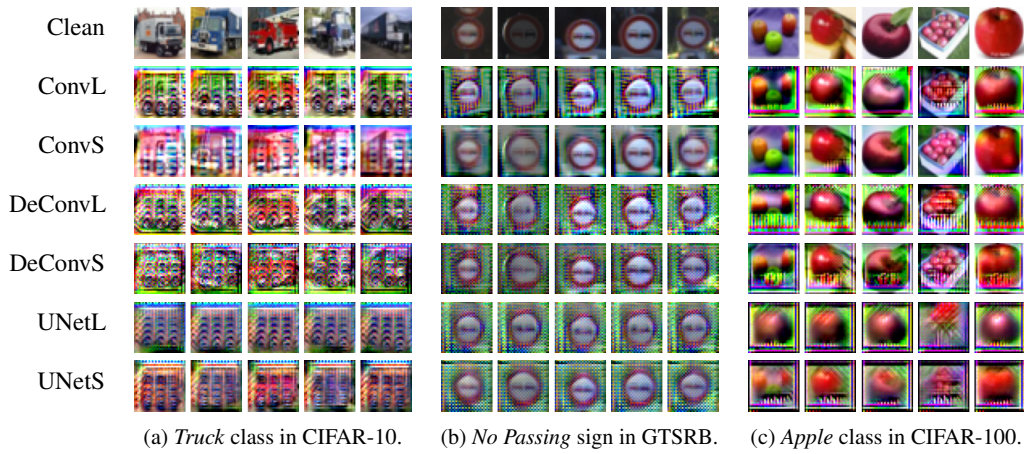 Clean
ConvL
ConvS
DeConvL
DeConvS
UNetL
UNetS
(a) Truck class in CIFAR-10.
(b) No Passing sign in GTSRB.
(c) Apple class in CIFAR-100.